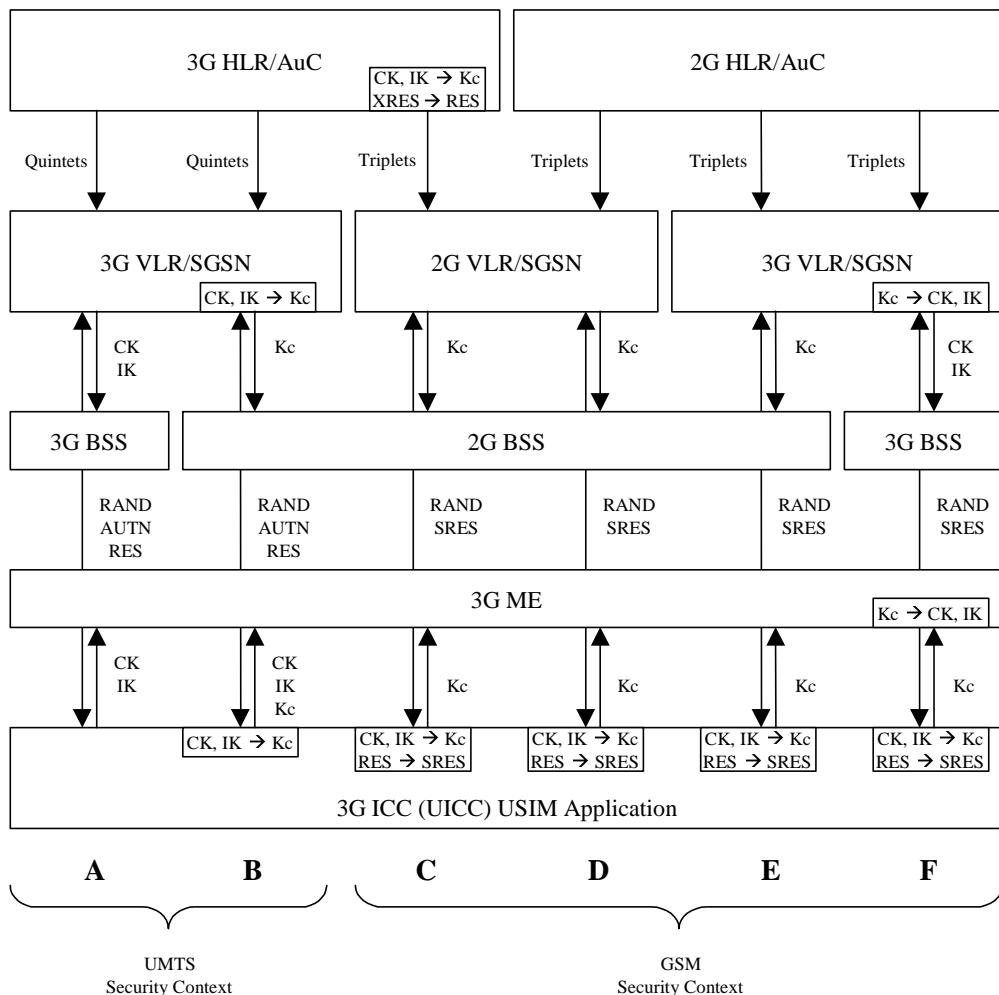 3G HLR/AuC
2G HLR/AuC
CK, IK → Kc
XRES → RES
Quintets
Quintets
Triplets
Triplets
Triplets
Triplets
3G VLR/SGSN
2G VLR/SGSN
3G VLR/SGSN
CK, IK → Kc
Kc → CK, IK
CK
IK
Kc
Kc
Kc
Kc
CK
IK
3G BSS
2G BSS
3G BSS
RAND
AUTN
RES
RAND
AUTN
RES
RAND
SRES
RAND
SRES
RAND
SRES
RAND
SRES
3G ME
Kc → CK, IK
CK
IK
CK
IK
Kc
Kc
Kc
Kc
Kc
CK, IK → Kc
CK, IK → Kc
RES → SRES
CK, IK → Kc
RES → SRES
CK, IK → Kc
RES → SRES
CK, IK → Kc
RES → SRES
3G ICC (UICC) USIM Application
A
B
C
D
E
F
UMTS
Security Context
GSM
Security Context